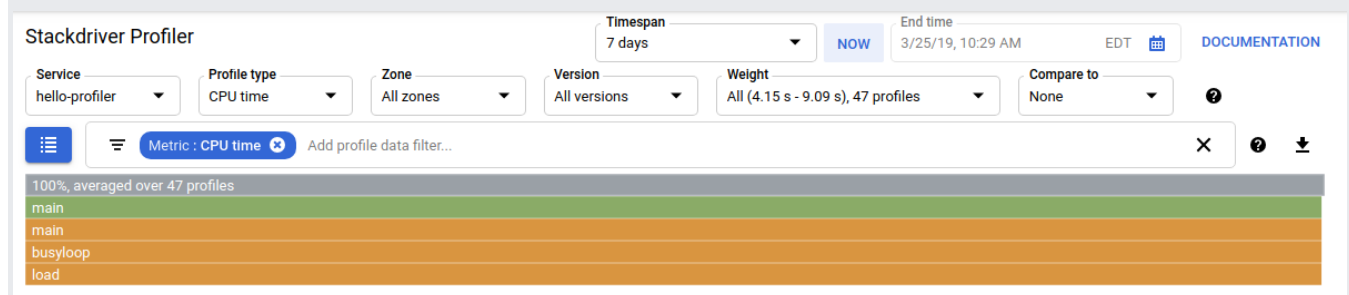 Stackdriver Profiler
Timespan
7 days
NOW
End time
3/25/19, 10:29 AM
EDT
DOCUMENTATION
Service
hello-profiler
Profile type
CPU time
Zone
All zones
Version
All versions
Weight
All (4.15 s - 9.09 s), 47 profiles
Compare to
None
Metric : CPU time
Add profile data filter...
100%, averaged over 47 profiles
main
main
busyloop
load